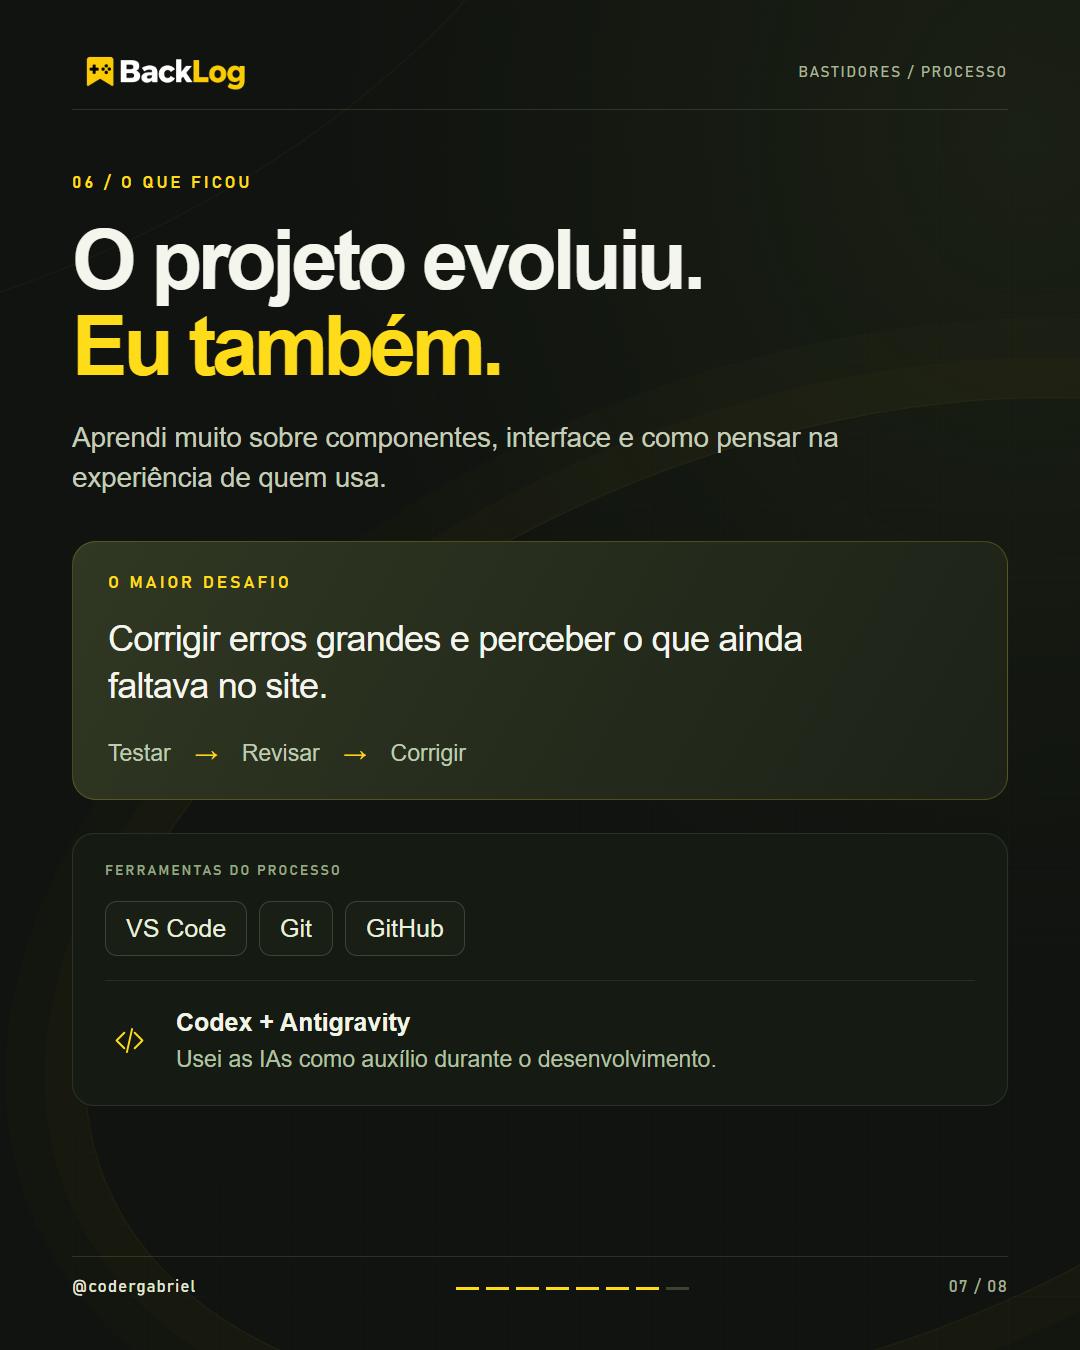 BackLog
BASTIDORES / PROCESSO
06 / O QUE FICOU
O projeto evoluiu.
Eu também.
Aprendi muito sobre componentes, interface e como pensar na
experiência de quem usa.
O MAIOR DESAFIO
Corrigir erros grandes e perceber o que ainda
faltava no site.
Testar → Revisar → Corrigir
FERRAMENTAS DO PROCESSO
VS Code Git GitHub
Codex + Antigravity
Usei as IAs como auxílio durante o desenvolvimento.
@codergabriel
07 / 08